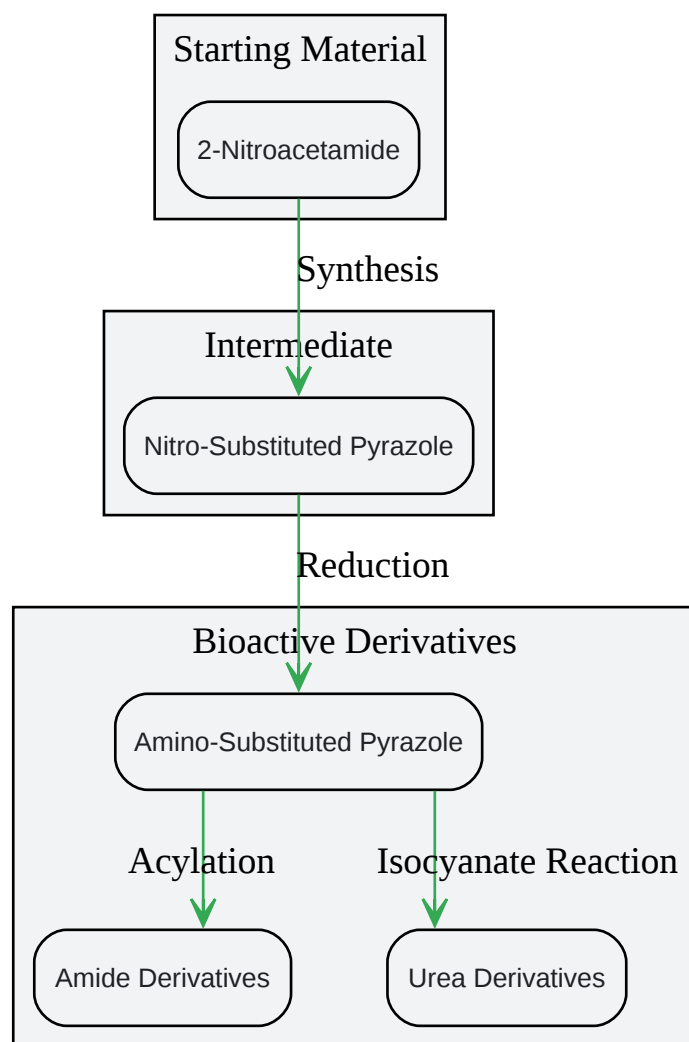 Starting Material
2-Nitroacetamide
Synthesis
Intermediate
Nitro-Substituted Pyrazole
Reduction
Bioactive Derivatives
Amino-Substituted Pyrazole
Acylation
Isocyanate Reaction
Amide Derivatives
Urea Derivatives